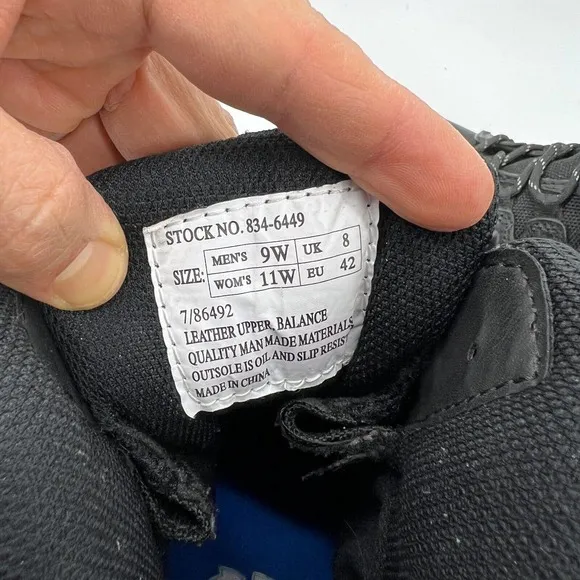 STOCK NO. 834-6449
SIZE: MEN'S 9W UK 8
WOM'S 11W EU 42
7/86492
LEATHER UPPER, BALANCE
QUALITY MAN MADE MATERIALS
OUTSOLE IS OIL AND SLIP RESIST
MADE IN CHINA